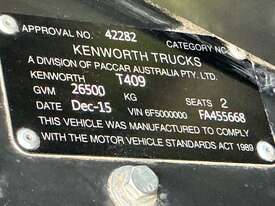 APPROVAL NO. 42282 CATEGORY
KENWORTH TRUCKS
A DIVISION OF PACCAR AUSTRALIA PTY. LTD.
KENWORTH T409
GVM 26500 KG SEATS 2
DATE Dec-15 VIN 6F5000000 FA455668
THIS VEHICLE WAS MANUFACTURED TO COMPLY
WITH THE MOTOR VEHICLE STANDARDS ACT 1989